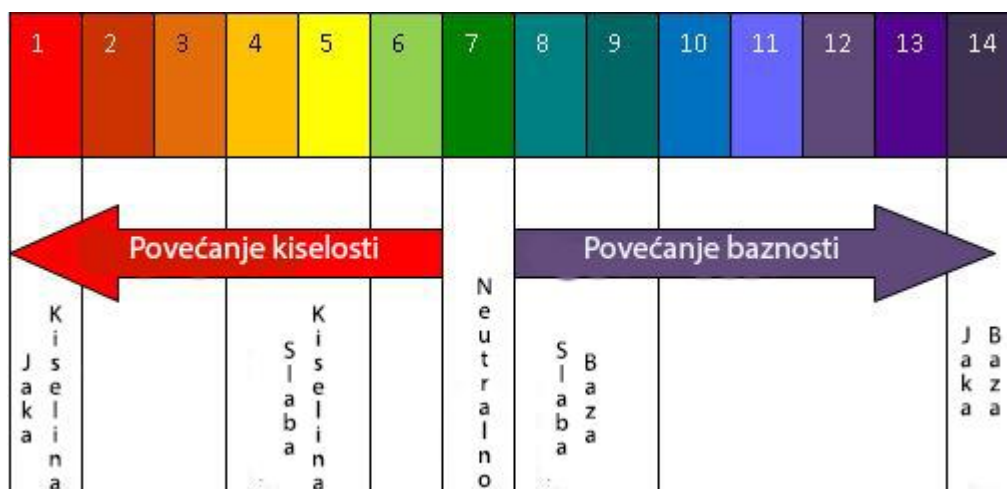 1 2 3 4 5 6 7 8 9 10 11 12 13 14
Povećanje kiselosti
Povećanje baznosti
Jaka
Kiselina
Slaba
Kiselina
Neutralno
Slaba
Baza
Jaka
Baza